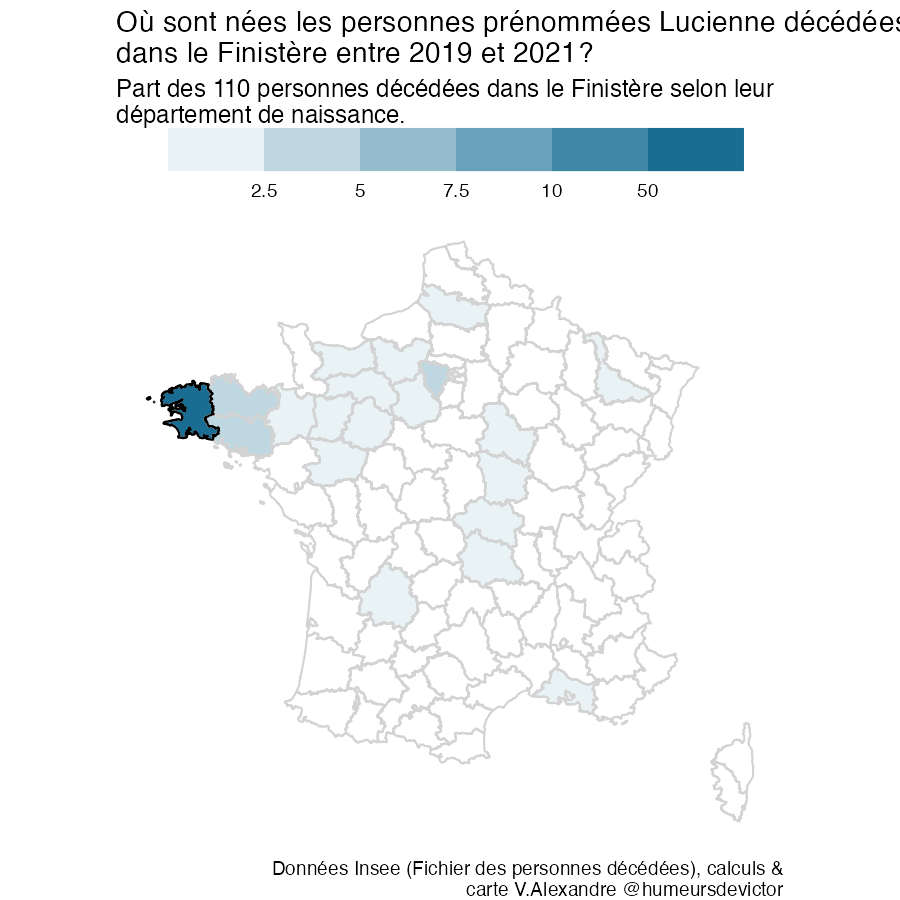 Où sont nées les personnes prénommées Lucienne décédées
dans le Finistère entre 2019 et 2021?
Part des 110 personnes décédées dans le Finistère selon leur
département de naissance.
2.5 5 7.5 10 50
Données Insee (Fichier des personnes décédées), calculs &
carte V.Alexandre @humeursdevictor